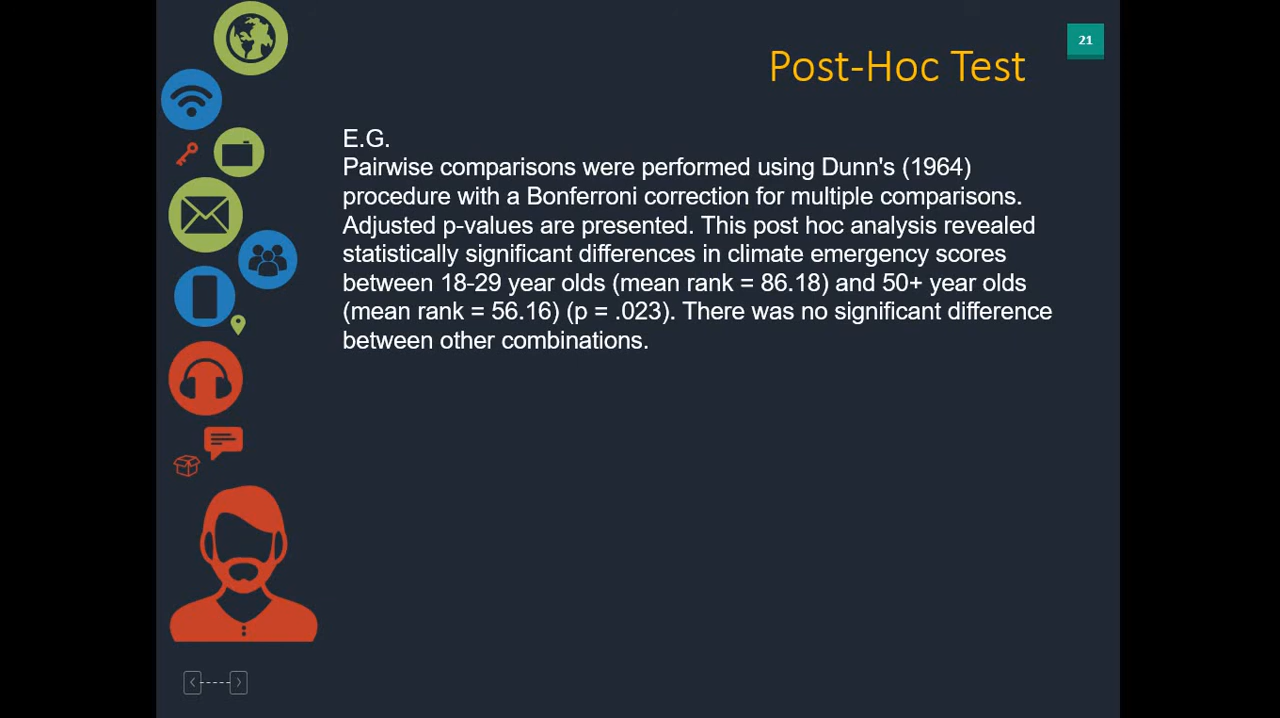 21
Post-Hoc Test
E.G.
Pairwise comparisons were performed using Dunn's (1964)
procedure with a Bonferroni correction for multiple comparisons.
Adjusted p-values are presented. This post hoc analysis revealed
statistically significant differences in climate emergency scores
between 18-29 year olds (mean rank = 86.18) and 50+ year olds
(mean rank = 56.16) (p = .023). There was no significant difference
between other combinations.